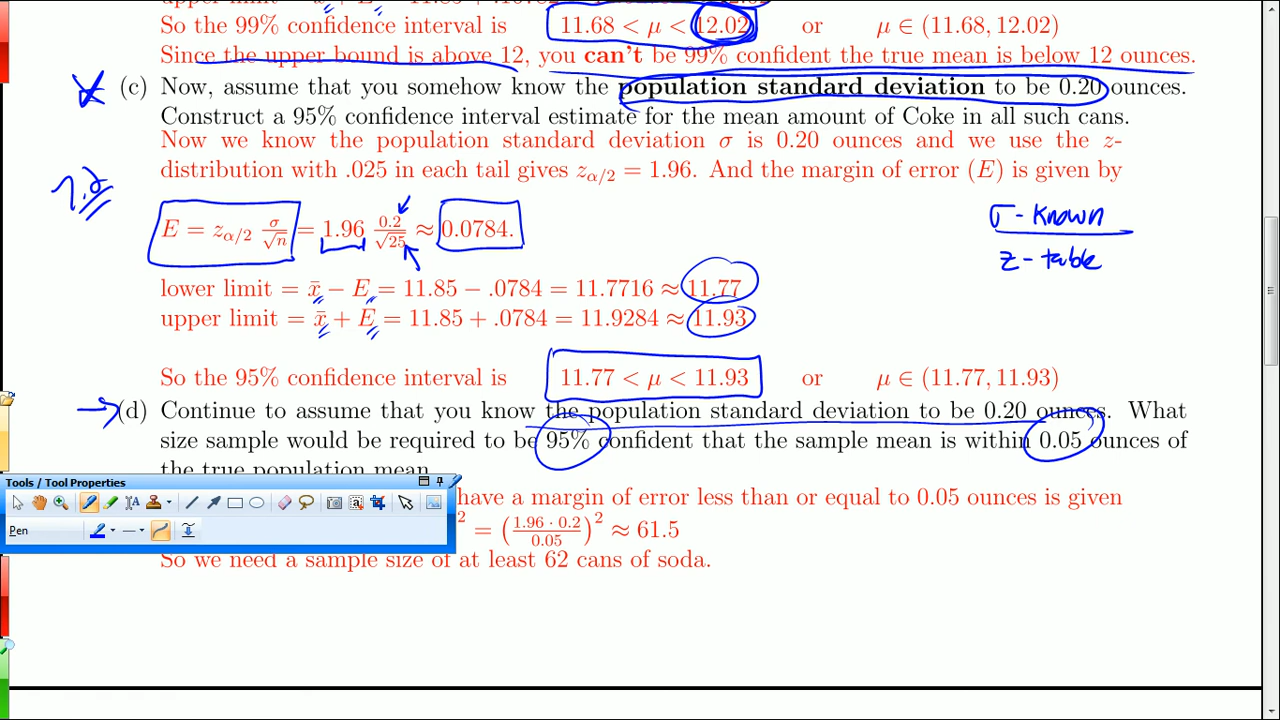 So the 99% confidence interval is 11.68 < μ < 12.02 or μ ∈ (11.68, 12.02)
Since the upper bound is above 12, you can't be 99% confident the true mean is below 12 ounces.
(c) Now, assume that you somehow know the population standard deviation to be 0.20 ounces.
Construct a 95% confidence interval estimate for the mean amount of Coke in all such cans.
Now we know the population standard deviation σ is 0.20 ounces and we use the z-
distribution with .025 in each tail gives zα/2 = 1.96. And the margin of error (E) is given by
7.2
E = zα/2 σ/√n = 1.96 0.2/√25 ≈ 0.0784.
σ - known
z - table
lower limit = x̄ − E = 11.85 − .0784 = 11.7716 ≈ 11.77
upper limit = x̄ + E = 11.85 + .0784 = 11.9284 ≈ 11.93
So the 95% confidence interval is 11.77 < μ < 11.93 or μ ∈ (11.77, 11.93)
(d) Continue to assume that you know the population standard deviation to be 0.20 ounces. What
size sample would be required to be 95% confident that the sample mean is within 0.05 ounces of
the true population mean.
Tools / Tool Properties
have a margin of error less than or equal to 0.05 ounces is given
Pen
2 = (1.96 · 0.2/0.05)² ≈ 61.5
So we need a sample size of at least 62 cans of soda.